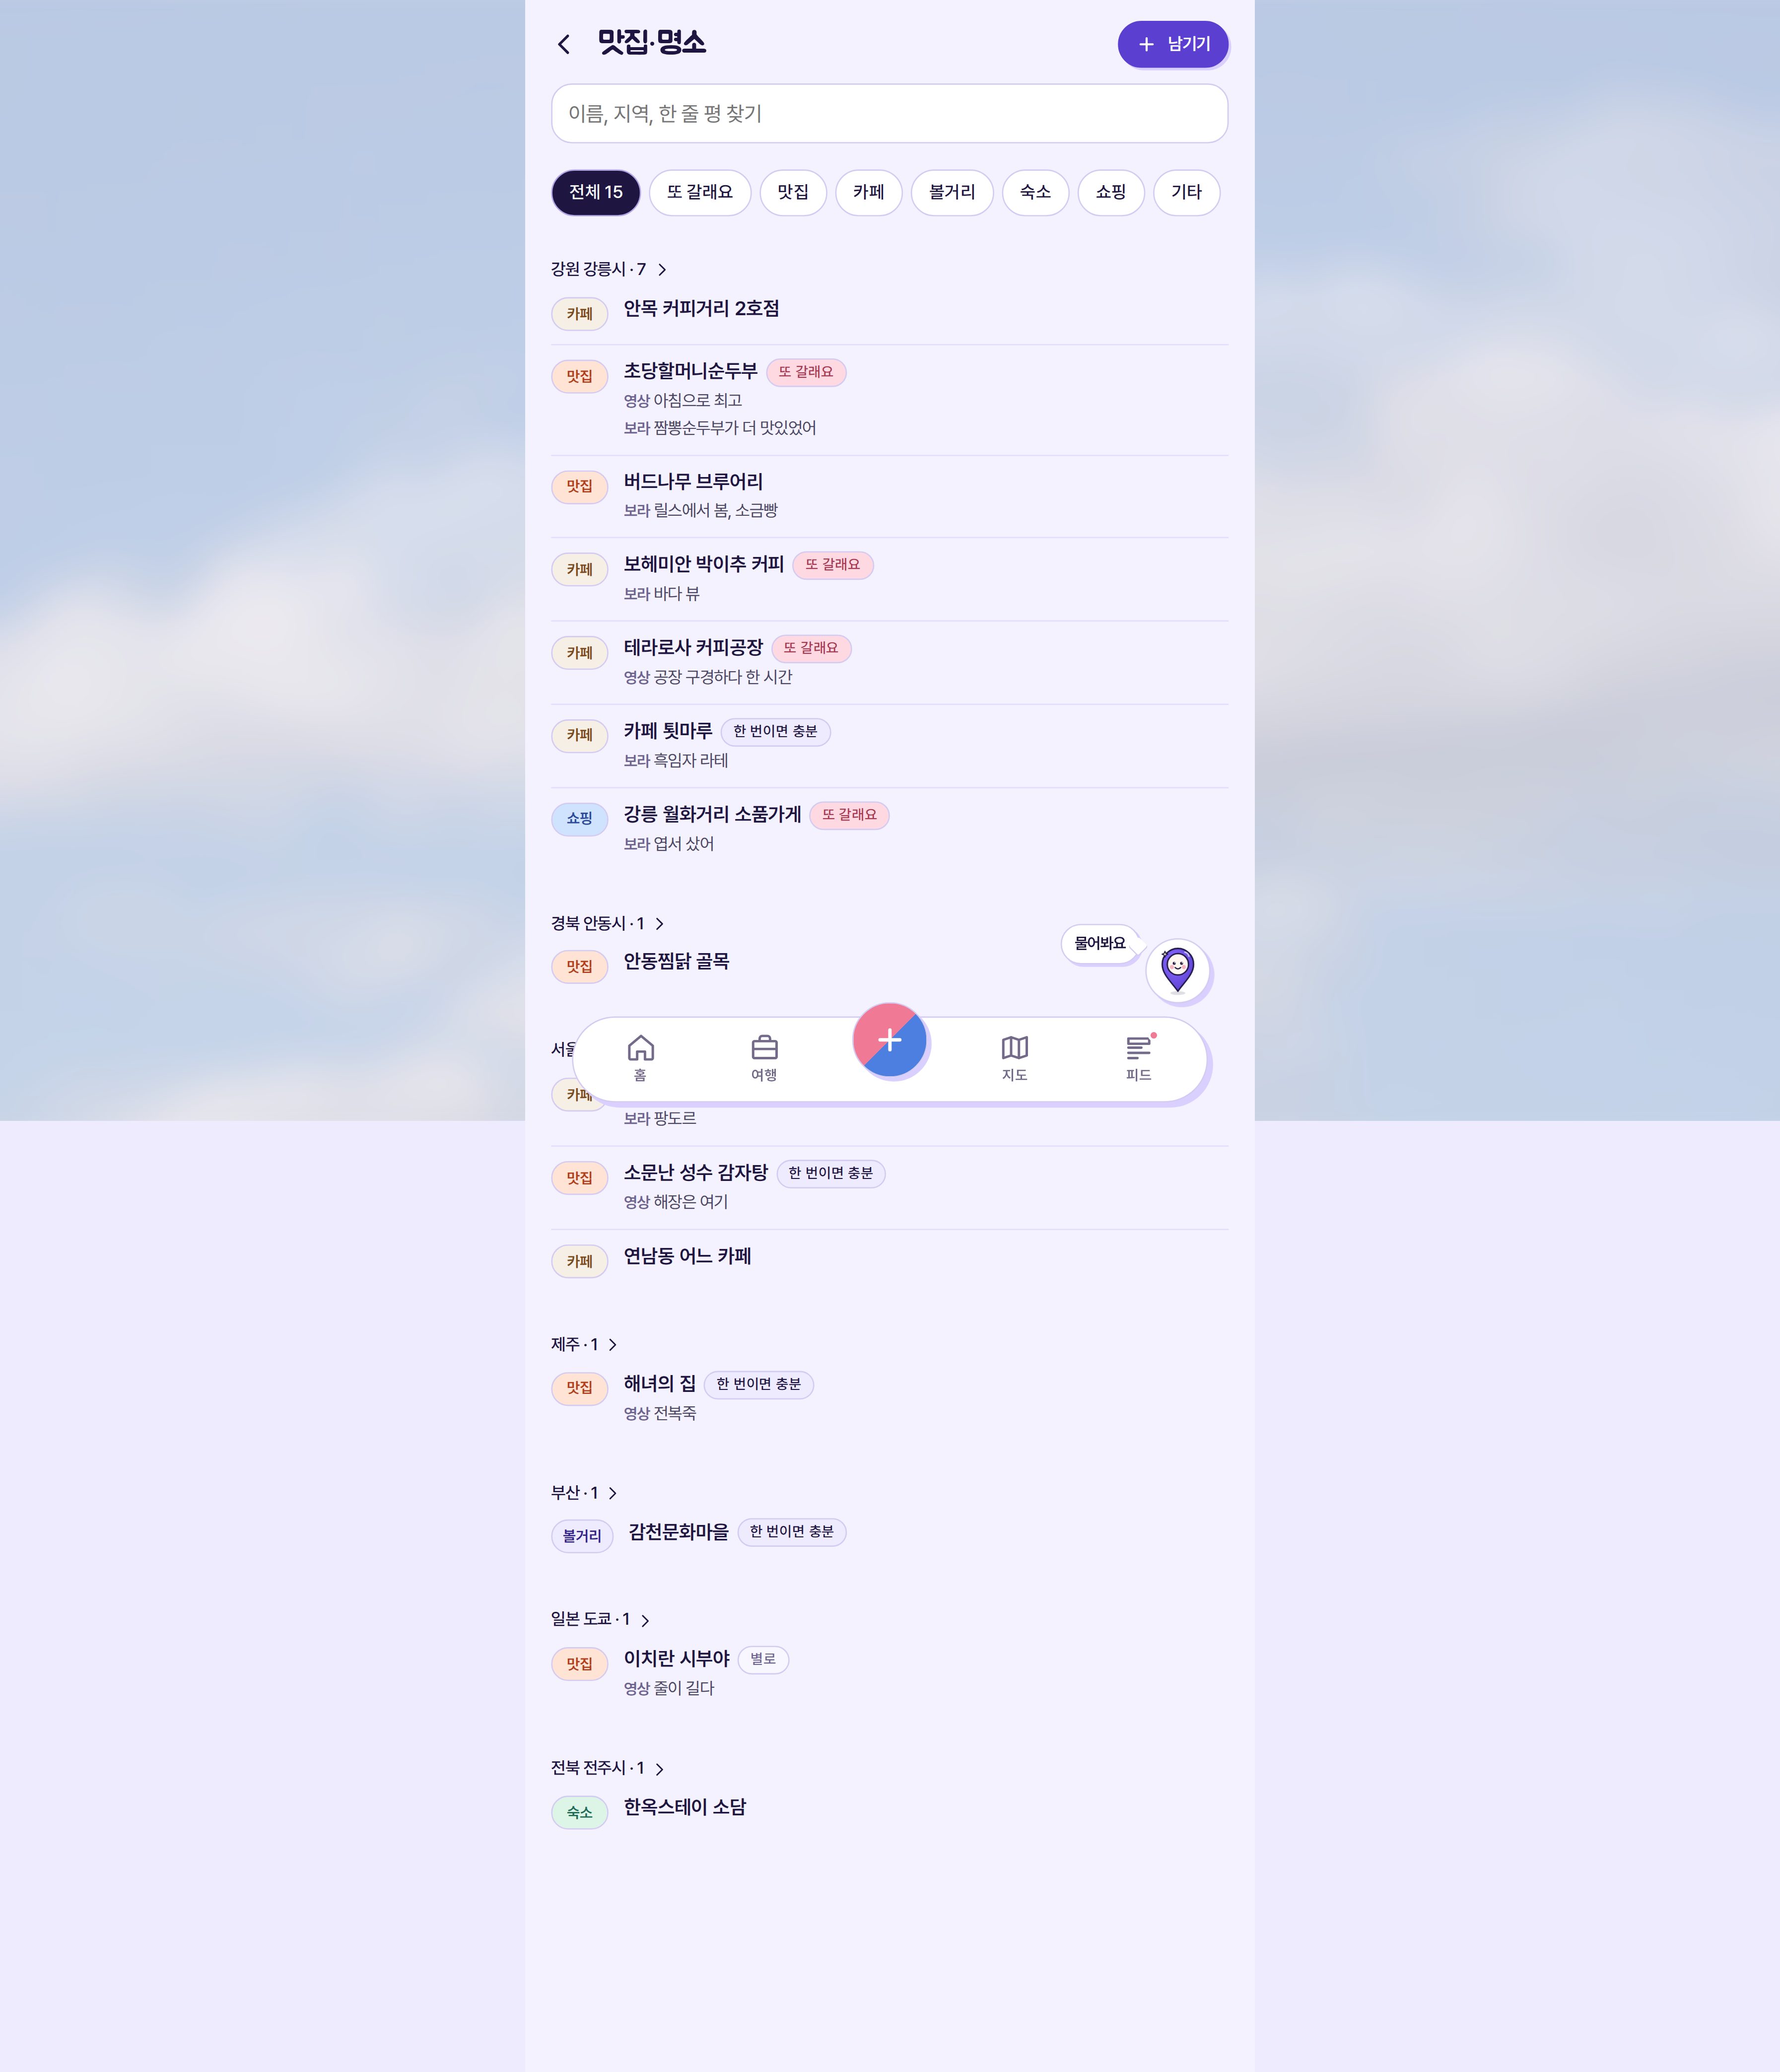 맛집·명소
+ 남기기
이름, 지역, 한 줄 평 찾기
전체 15 또 갈래요 맛집 카페 볼거리 숙소 쇼핑 기타
강원 강릉시 · 7
카페 안목 커피거리 2호점
맛집 초당할머니순두부 또 갈래요
영상 아침으로 최고
보라 짬뽕순두부가 더 맛있었어
맛집 버드나무 브루어리
보라 릴스에서 봄, 소금빵
카페 보헤미안 박이추 커피 또 갈래요
보라 바다 뷰
카페 테라로사 커피공장 또 갈래요
영상 공장 구경하다 한 시간
카페 카페 툇마루 한 번이면 충분
보라 흑임자 라테
쇼핑 강릉 월화거리 소품가게 또 갈래요
보라 엽서 샀어
경북 안동시 · 1
물어봐요
맛집 안동찜닭 골목
홈 여행 지도 피드
카페
보라 팡도르
맛집 소문난 성수 감자탕 한 번이면 충분
영상 해장은 여기
카페 연남동 어느 카페
제주 · 1
맛집 해녀의 집 한 번이면 충분
영상 전복죽
부산 · 1
볼거리 감천문화마을 한 번이면 충분
일본 도쿄 · 1
맛집 이치란 시부야 별로
영상 줄이 길다
전북 전주시 · 1
숙소 한옥스테이 소담